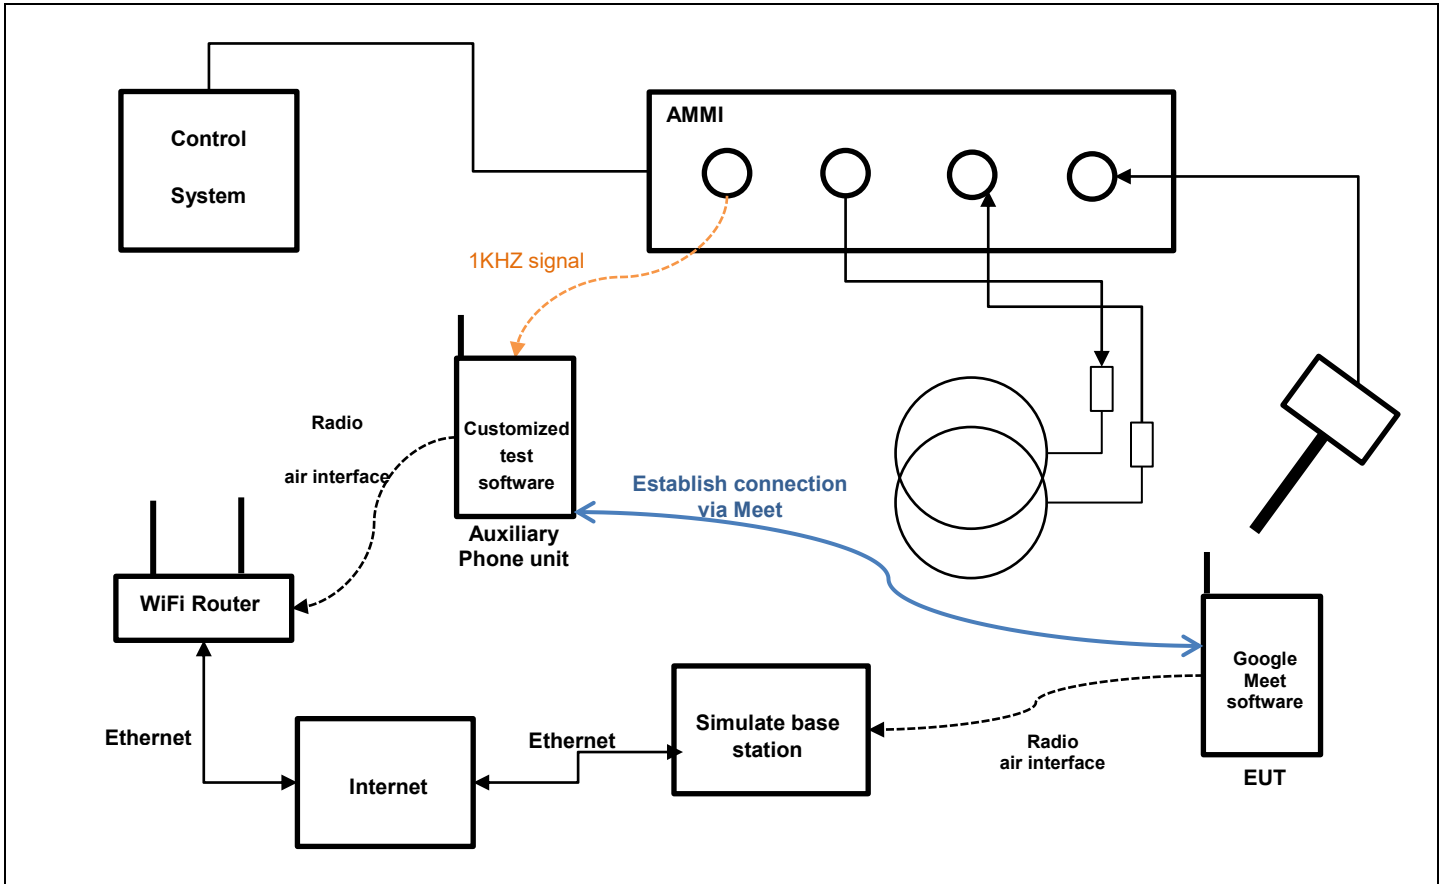 AMMI
Control
System
1KHZ signal
Radio
air interface
Customized
test
software
Auxiliary
Phone unit
Establish connection
via Meet
WiFi Router
Google
Meet
software
EUT
Simulate base
station
Radio
air interface
Ethernet
Ethernet
Internet